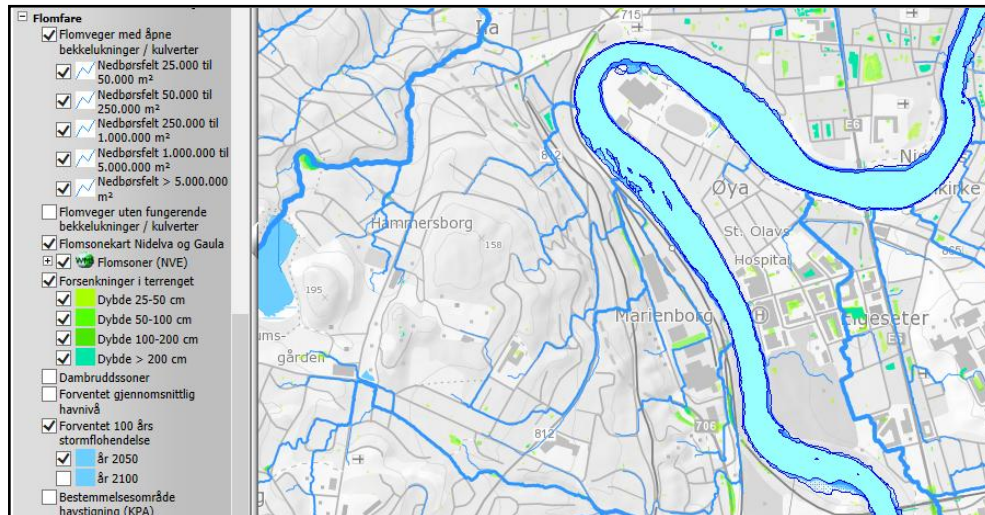 Flomfare
Flomveger med åpne
bekkelukninger / kulverter
Nedbørsfelt 25.000 til
50.000 m²
Nedbørsfelt 50.000 til
250.000 m²
Nedbørsfelt 250.000 til
1.000.000 m²
Nedbørsfelt 1.000.000 til
5.000.000 m²
Nedbørsfelt > 5.000.000
m²
Flomveger uten fungerende
bekkelukninger / kulverter
Flomsonekart Nidelva og Gaula
Flomsoner (NVE)
Forsenkninger i terrenget
Dybde 25-50 cm
Dybde 50-100 cm
Dybde 100-200 cm
Dybde > 200 cm
Dambruddssoner
Forventet gjennomsnittlig
havnivå
Forventet 100 års
stormflohendelse
år 2050
år 2100
Bestemmelsesområde
havstigning (KPA)
715
Ila
E6
812
Øya
Hammersborg
158
St. Olavs
Hospital
865
195
Marienborg
H
Elgeseter
gården
706
812